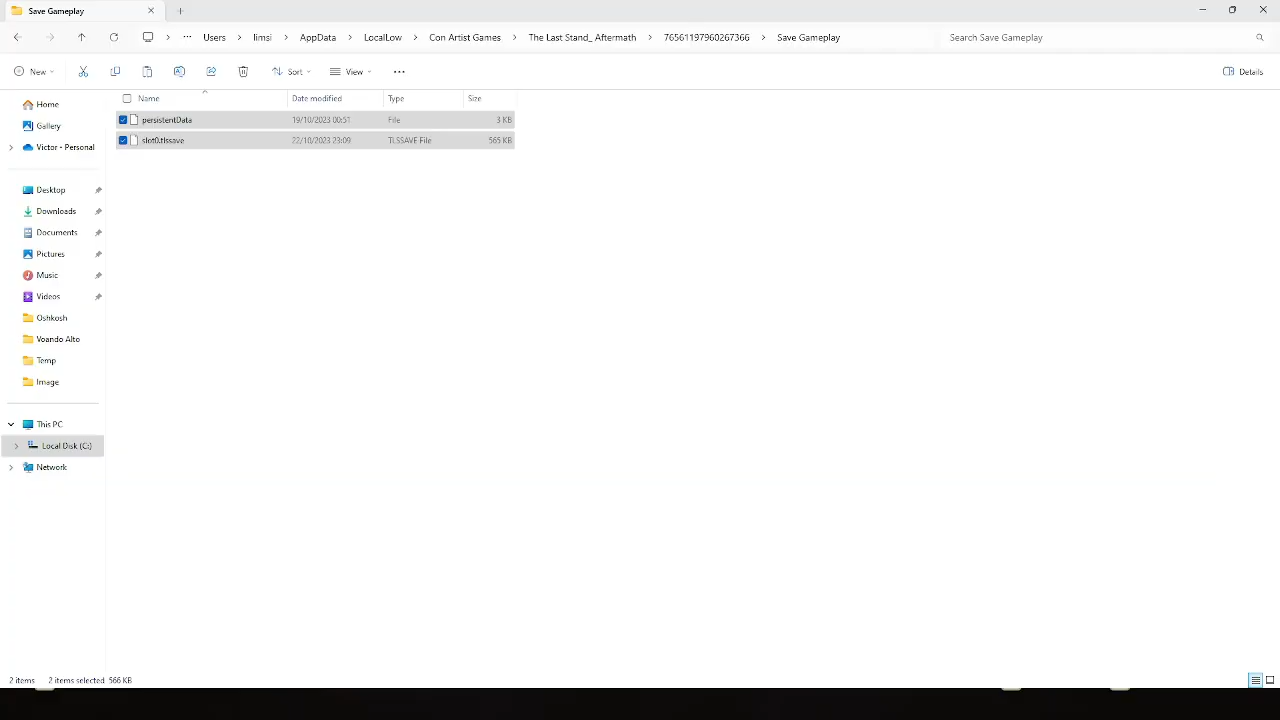 Save Gameplay
Users limsi AppData LocalLow Con Artist Games The Last Stand_ Aftermath 76561197960267366 Save Gameplay Search Save Gameplay
New Sort View Details
Name Date modified Type Size
persistentData 19/10/2023 00:51 File 3 KB
slot0.tlssave 22/10/2023 23:09 TLSSAVE File 565 KB
Home
Gallery
Victor - Personal
Desktop
Downloads
Documents
Pictures
Music
Videos
Oshkosh
Voando Alto
Temp
Image
This PC
Local Disk (C:)
Network
2 items 2 items selected 566 KB